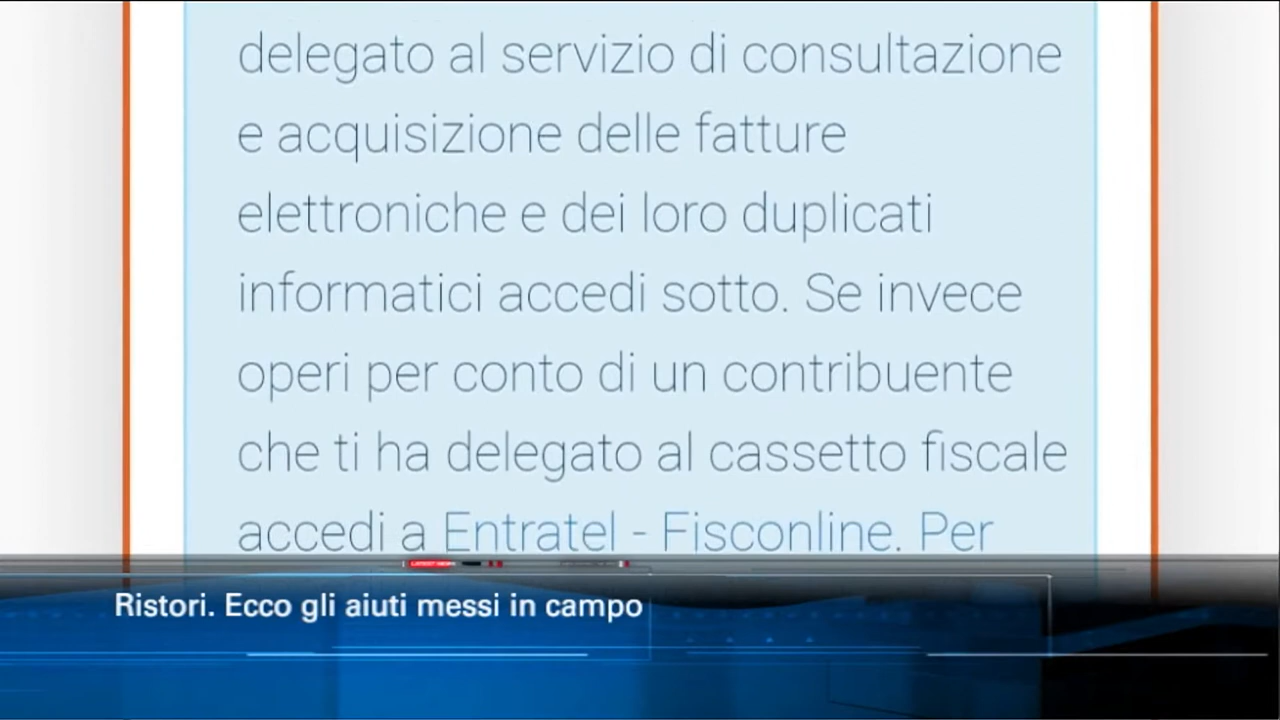 delegato al servizio di consultazione
e acquisizione delle fatture
elettroniche e dei loro duplicati
informatici accedi sotto. Se invece
operi per conto di un contribuente
che ti ha delegato al cassetto fiscale
accedi a Entratel - Fisconline. Per
LATEST NEWS
Ristori. Ecco gli aiuti messi in campo